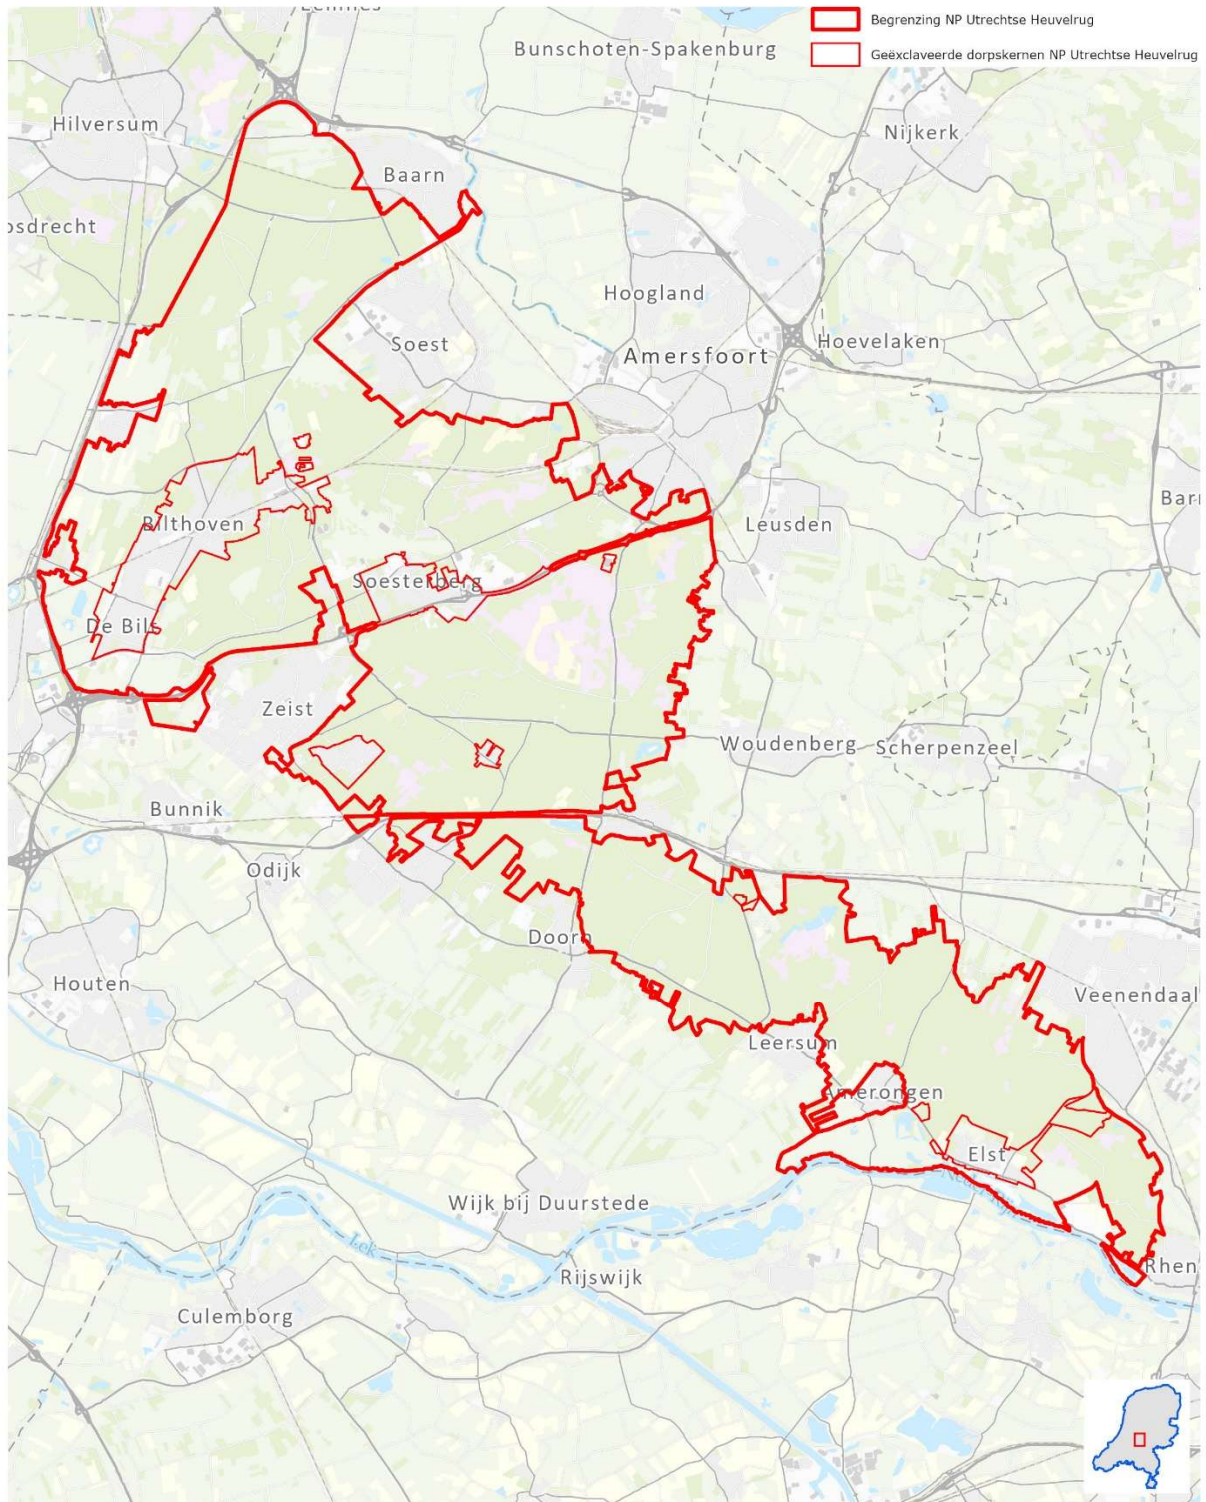 Begrenzing NP Utrechtse Heuvelrug
Bunschoten-Spakenburg
Geëxclaveerde dorpskernen NP Utrechtse Heuvelrug
Hilversum
Nijkerk
Baarn
osdrecht
Hoogland
Soest
Hoevelaken
Amersfoort
Bar
Bilthoven
Leusden
Soesterberg
De Bilt
Zeist
Woudenberg
Scherpenzeel
Bunnik
Odijk
Doorn
Houten
Veenendaal
Leersum
Amerongen
Elst
Wijk bij Duurstede
Lek
Rhen
Rijswijk
Culemborg